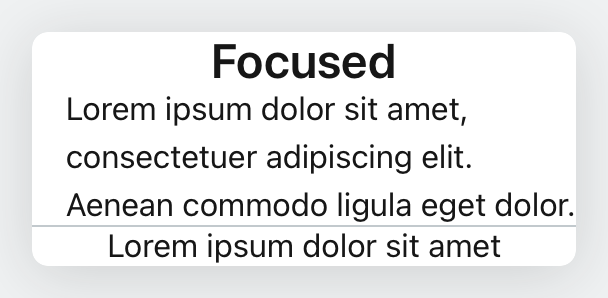 Focused
Lorem ipsum dolor sit amet,
consectetuer adipiscing elit.
Aenean commodo ligula eget dolor.
Lorem ipsum dolor sit amet